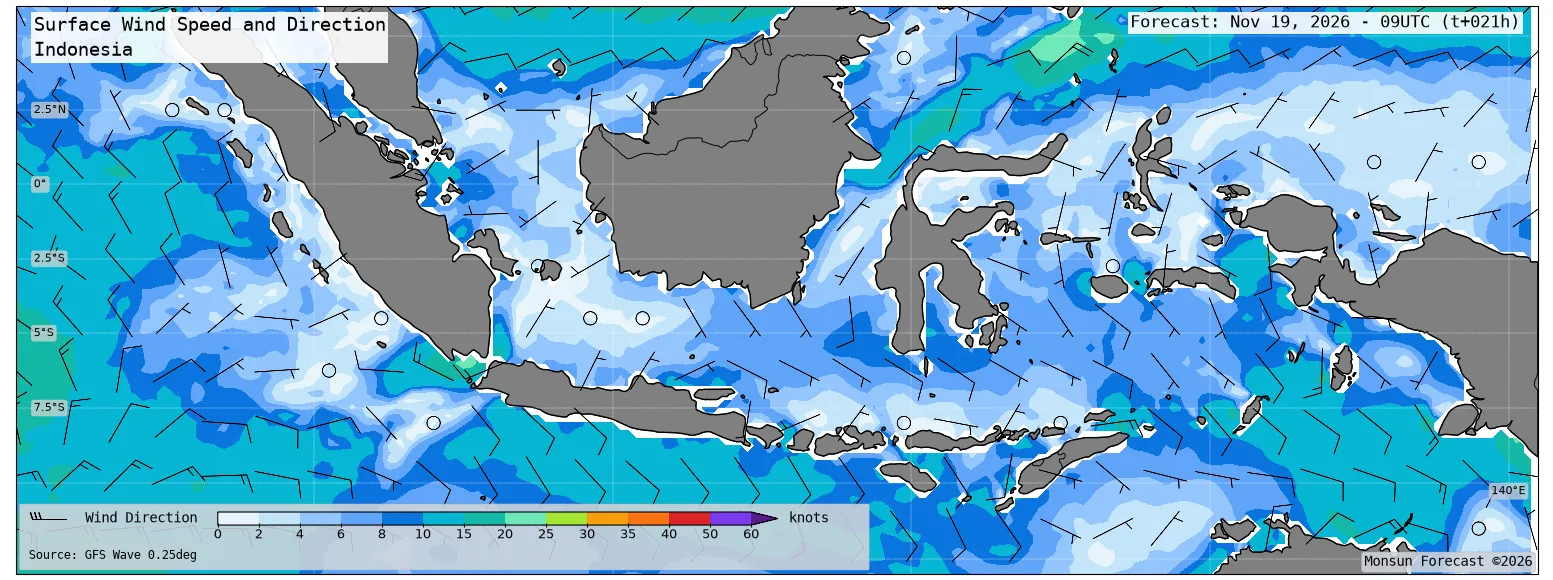 Surface Wind Speed and Direction
Indonesia
Forecast: Nov 19, 2026 - 09UTC (t+021h)
2.5°N
0°
2.5°S
5°S
7.5°S
140°E
Wind Direction
0 2 4 6 8 10 15 20 25 30 35 40 50 60
knots
Source: GFS Wave 0.25deg
Monsun Forecast ©2026